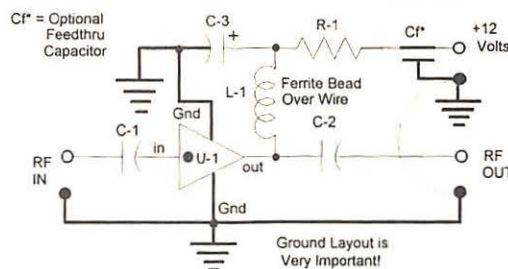 Cf* = Optional
Feedthru
Capacitor
C-3
+
R-1
Cf*
+12
Volts
L-1
Ferrite Bead
Over Wire
Gnd
C-1
C-2
in
U-1
out
RF
IN
RF
OUT
Gnd
Ground Layout is
Very Important!